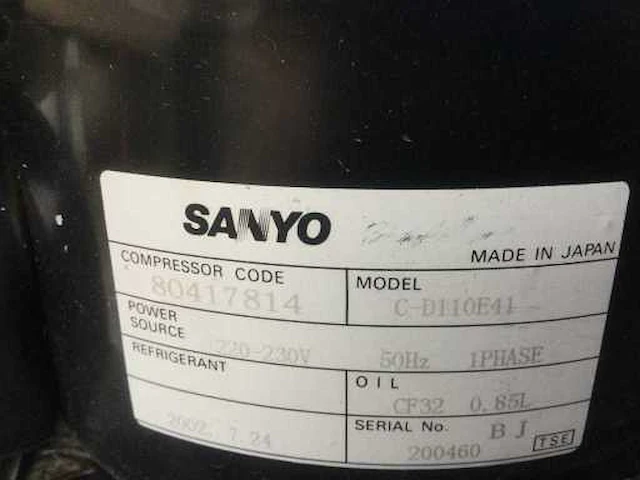 SANYO
MADE IN JAPAN
COMPRESSOR CODE
80417814
MODEL
C-D110E41
POWER SOURCE
220-230V 50Hz 1PHASE
REFRIGERANT
OIL
CF32 0.85L
2002. 7.24
SERIAL No. BJ
200460
TSE